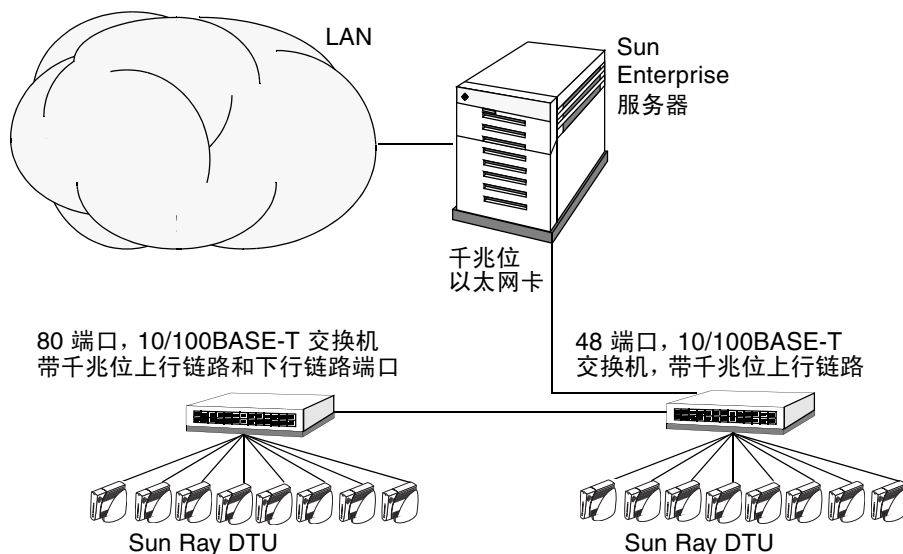 LAN
Sun
Enterprise
服务器
千兆位
以太网卡
80 端口，10/100BASE-T 交换机
带千兆位上行链路和下行链路端口
48 端口，10/100BASE-T
交换机，带千兆位上行链路
Sun Ray DTU
Sun Ray DTU